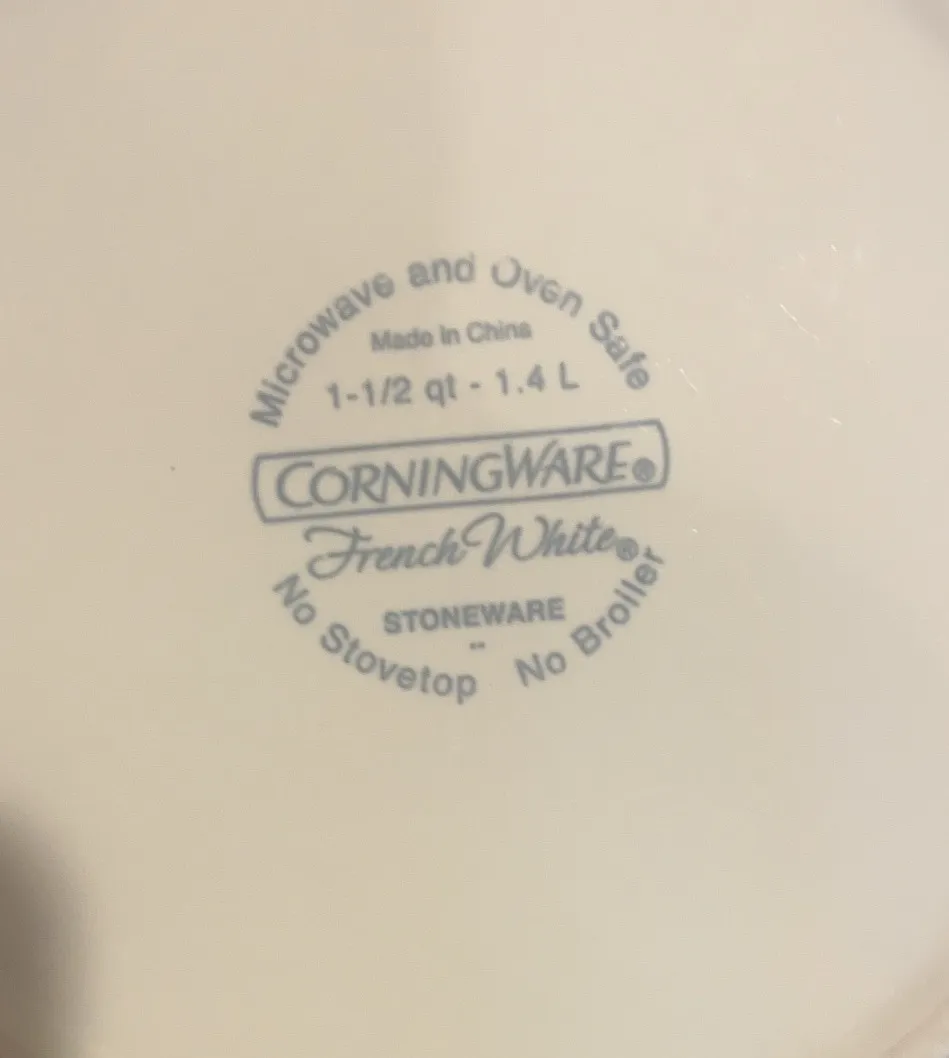 Microwave and Oven Safe
Made in China
1-1/2 qt - 1.4 L
CORNINGWARE®
French White®
STONEWARE
--
No Stovetop No Broiler